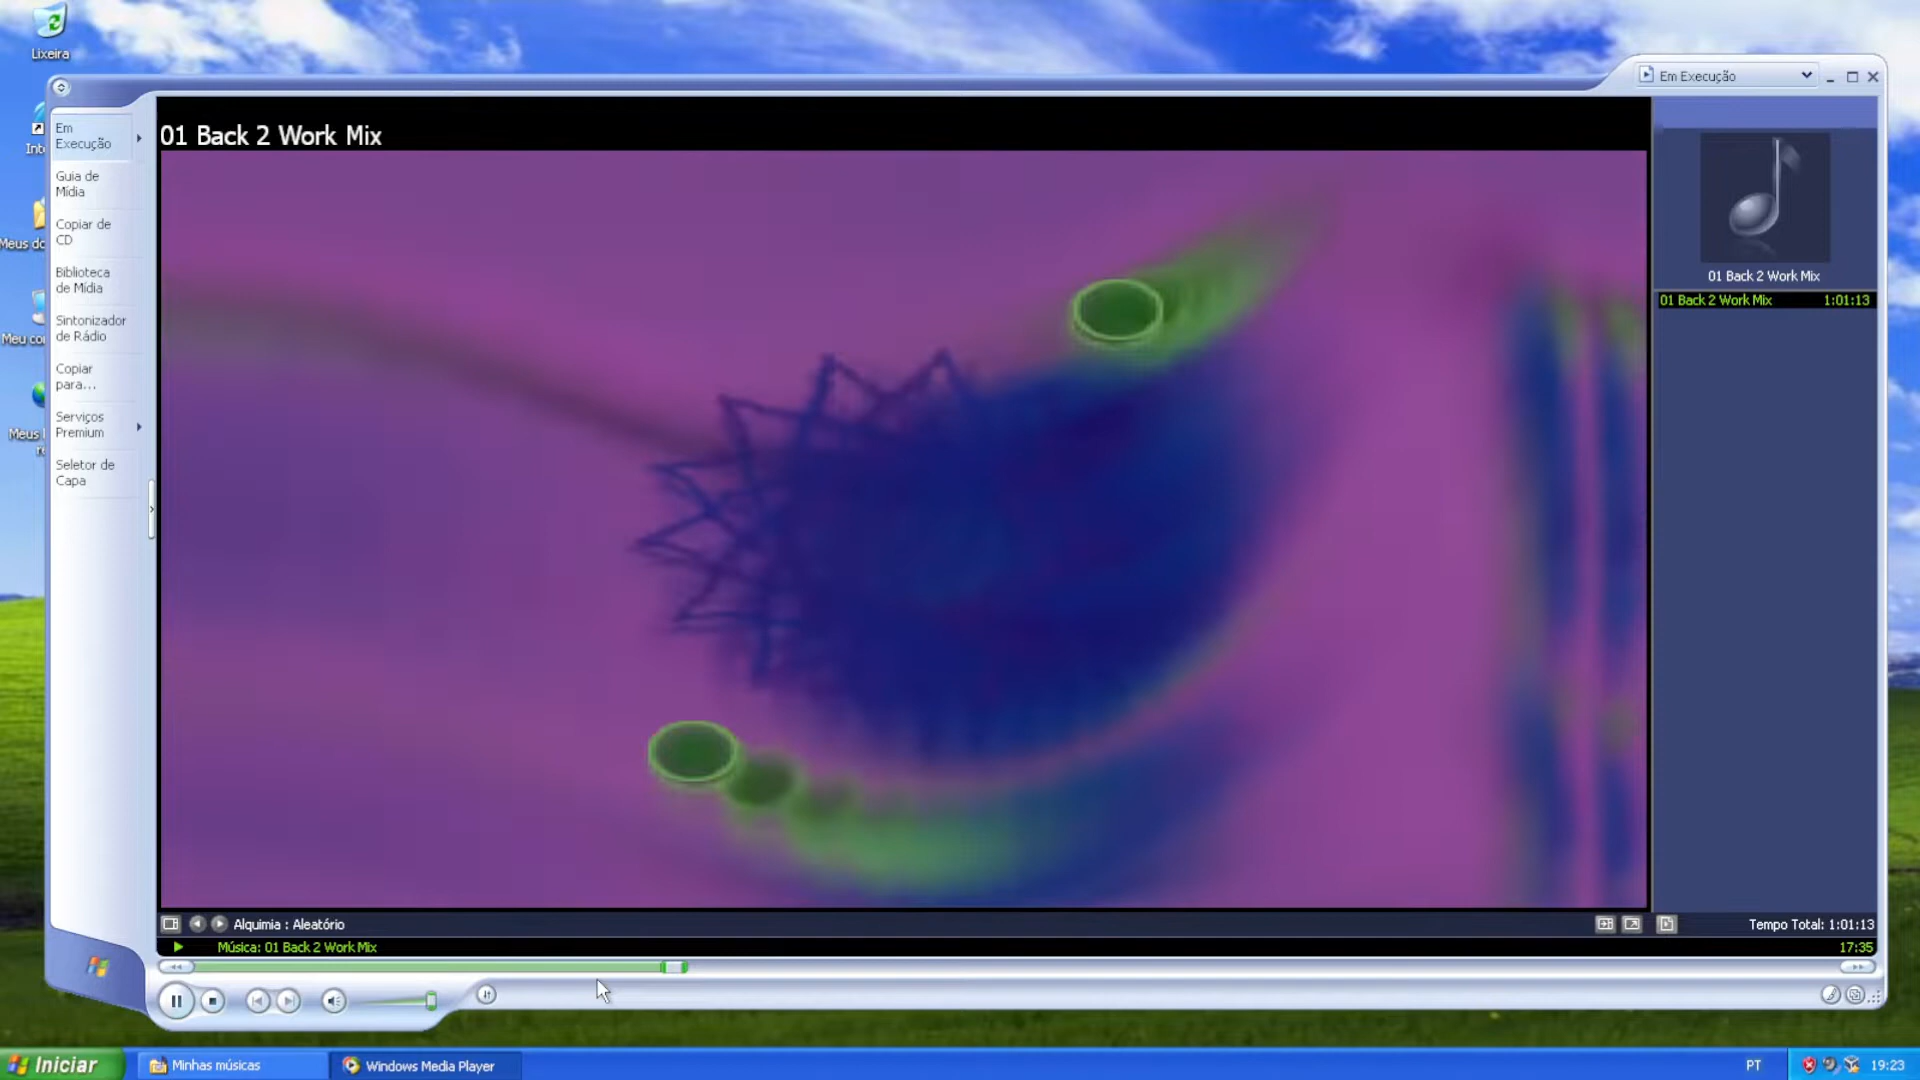 Lixeira
Em Execução
Em
Execução
01 Back 2 Work Mix
Guia de
Mídia
Copiar de
CD
Biblioteca
de Mídia
Sintonizador
de Rádio
Copiar
para...
Serviços
Premium
Seletor de
Capa
Meus
Meus
01 Back 2 Work Mix
01 Back 2 Work Mix 1:01:13
Alquimia : Aleatório
Tempo Total: 1:01:13
Música: 01 Back 2 Work Mix
17:35
Iniciar
Minhas músicas
Windows Media Player
PT
19:23